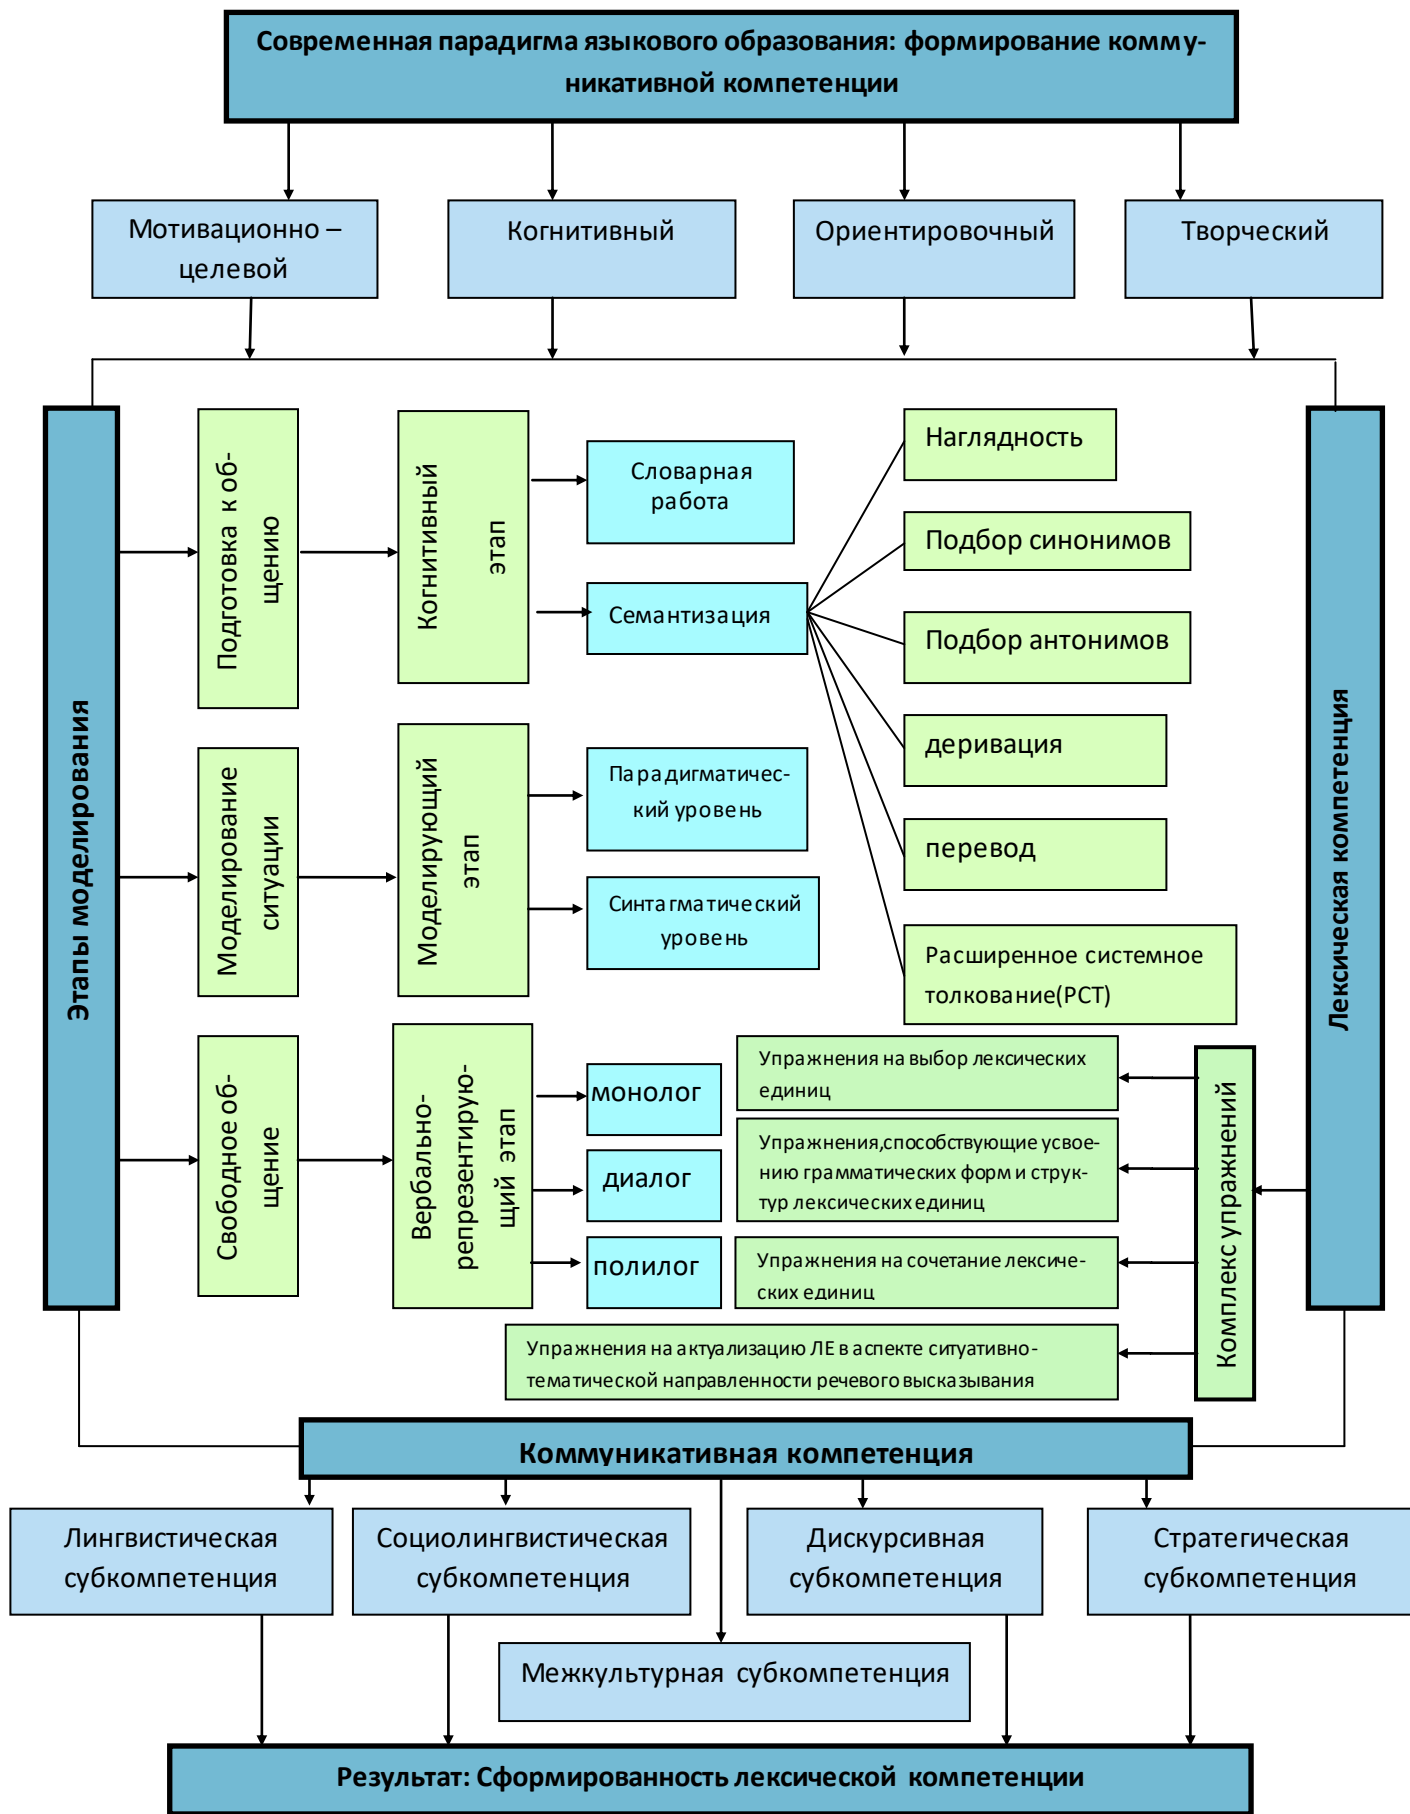 Современная парадигма языкового образования: формирование комму-
никативной компетенции
Мотивационно –
целевой
Когнитивный
Ориентировочный
Творческий
Этапы моделирования
Подготовка к об-
щению
Когнитивный
этап
Словарная
работа
Семантизация
Наглядность
Подбор синонимов
Подбор антонимов
деривация
перевод
Расширенное системное
толкование(РСТ)
Моделирование
ситуации
Моделирующий
этап
Парадигматичес-
кий уровень
Синтагматический
уровень
Свободное об-
щение
Вербально-
репрезентирую-
щий этап
монолог
диалог
полилог
Упражнения на выбор лексических
единиц
Упражнения,способствующие усвое-
нию грамматических форм и струк-
тур лексических единиц
Упражнения на сочетание лексиче-
ских единиц
Упражнения на актуализацию ЛЕ в аспекте ситуативно-
тематической направленности речевого высказывания
Комплекс упражнений
Лексическая компетенция
Коммуникативная компетенция
Лингвистическая
субкомпетенция
Социолингвистическая
субкомпетенция
Дискурсивная
субкомпетенция
Стратегическая
субкомпетенция
Межкультурная субкомпетенция
Результат: Сформированность лексической компетенции